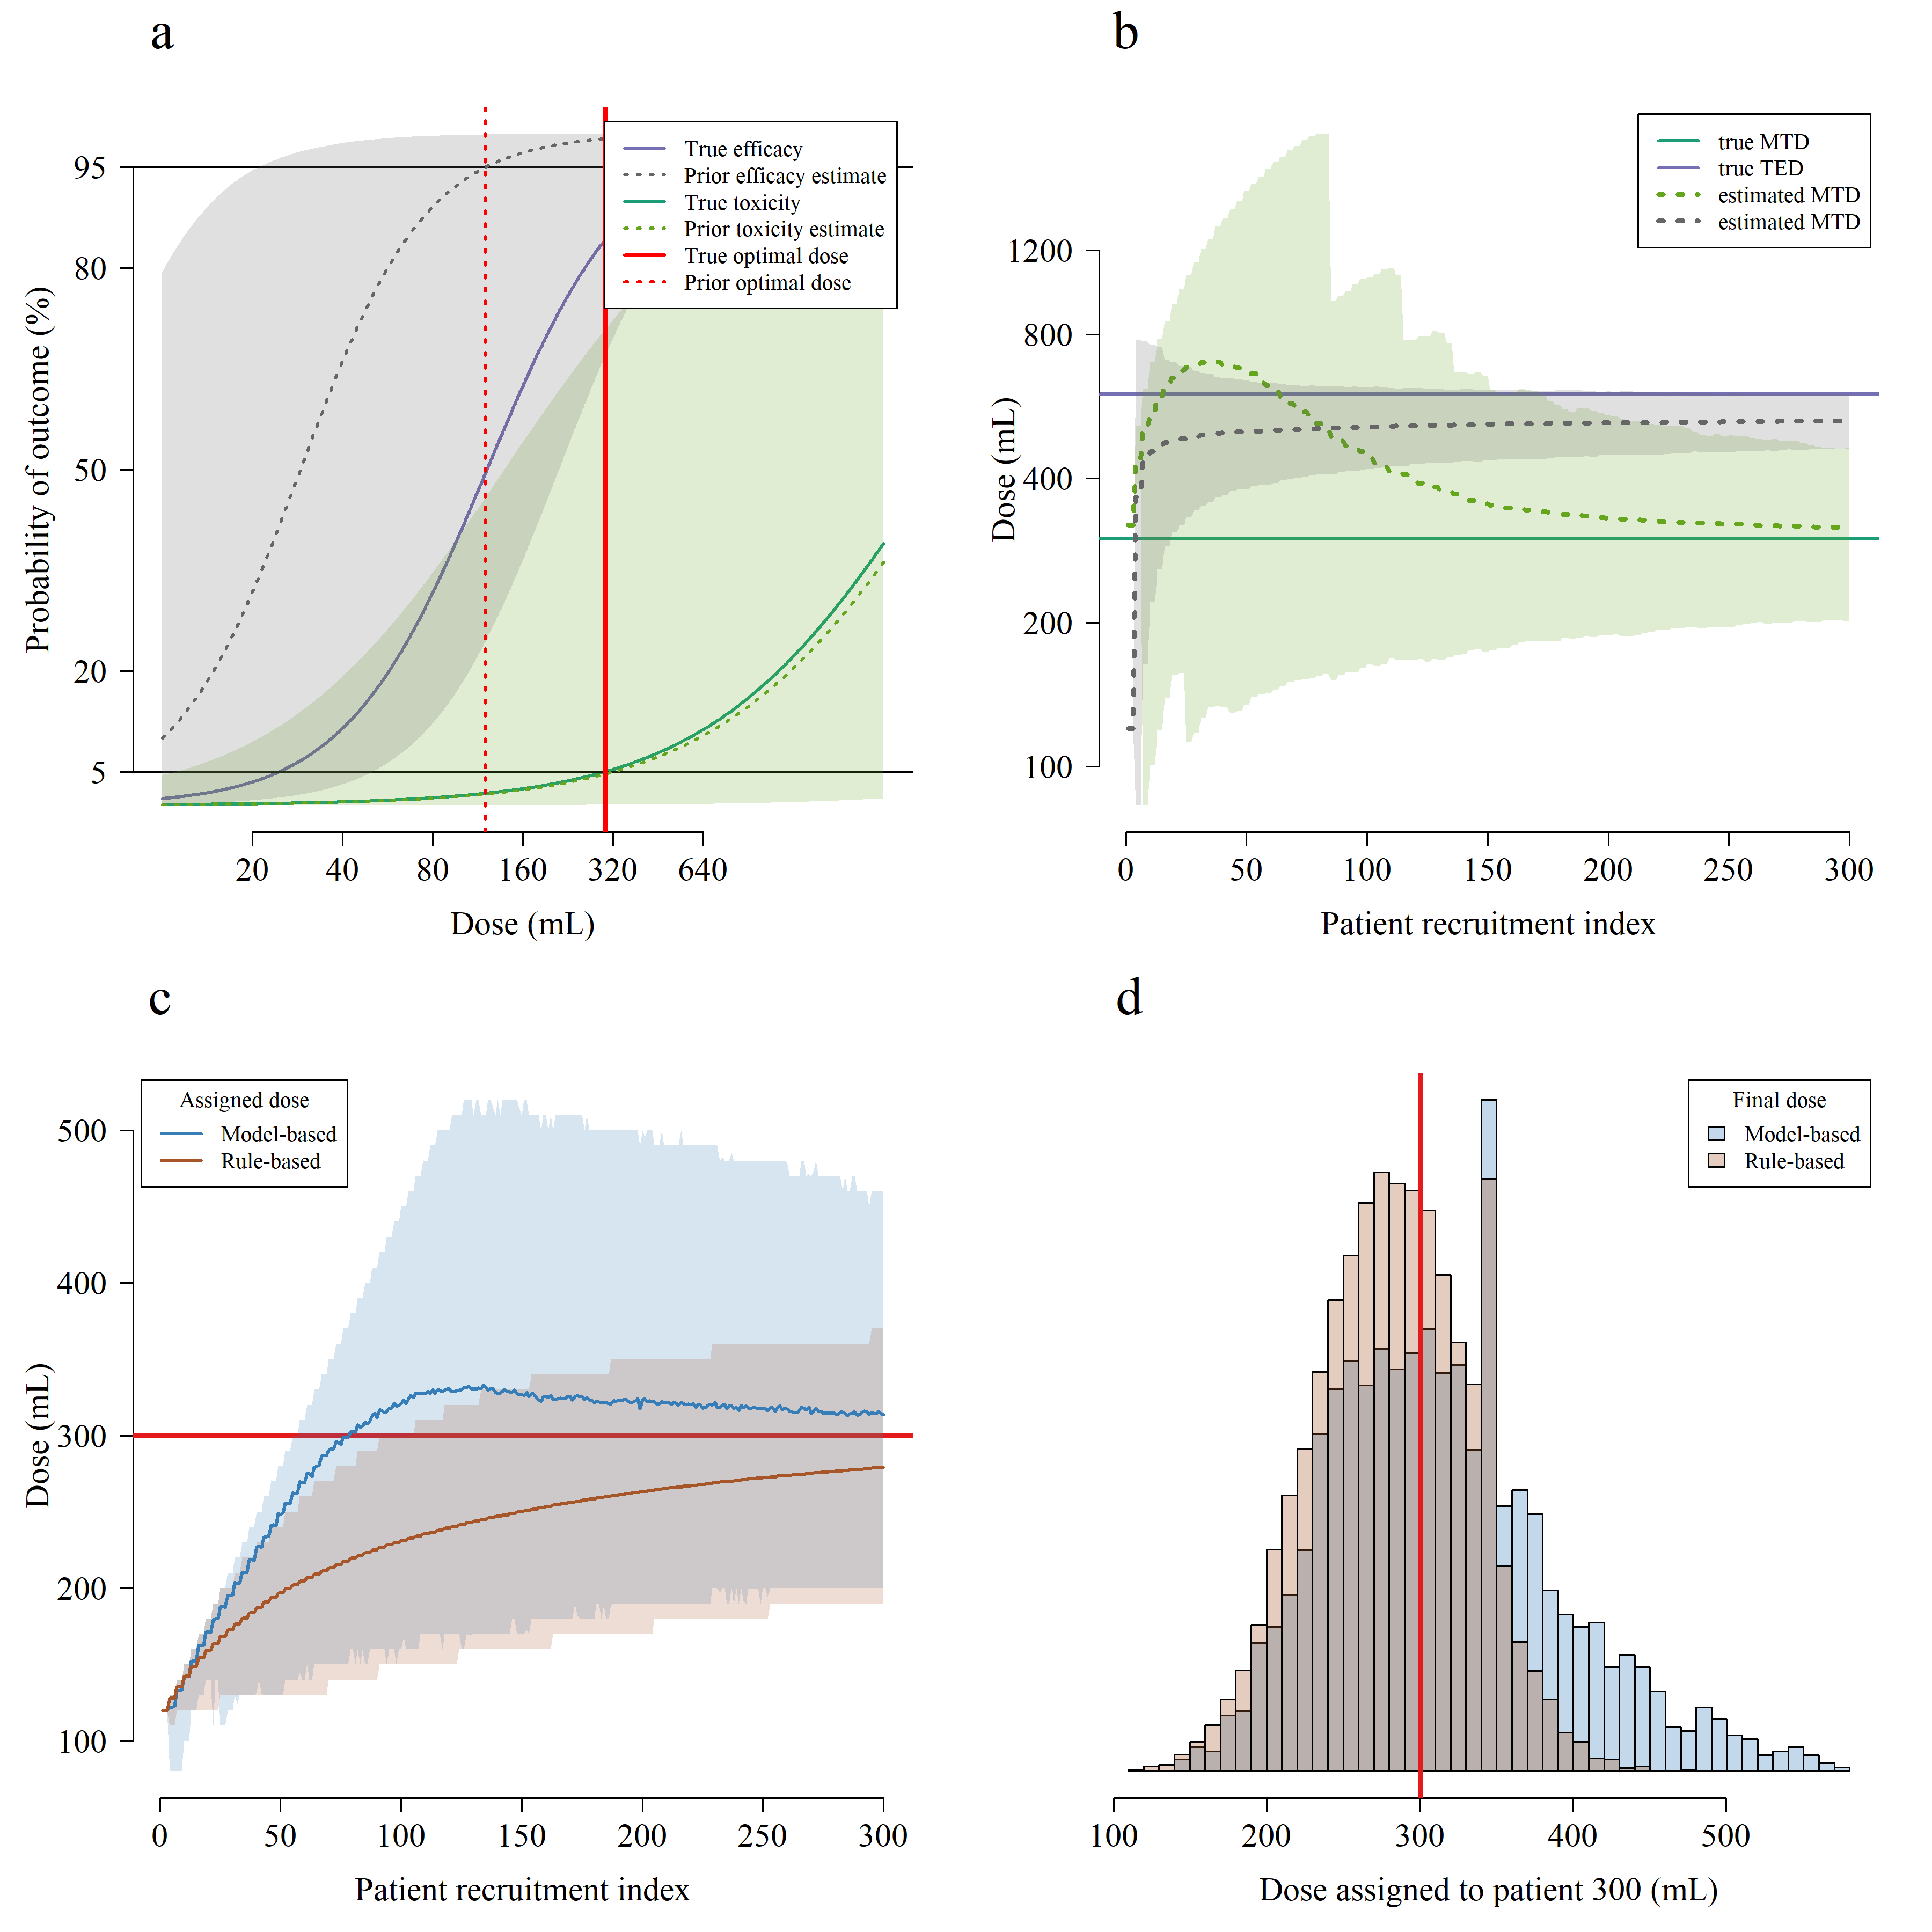 a
95
80
50
20
5
Probability of outcome (%)
True efficacy
Prior efficacy estimate
True toxicity
Prior toxicity estimate
True optimal dose
Prior optimal dose
20 40 80 160 320 640
Dose (mL)
b
1200
800
400
200
100
Dose (mL)
true MTD
true TED
estimated MTD
estimated MTD
0 50 100 150 200 250 300
Patient recruitment index
c
500
400
300
200
100
Dose (mL)
Assigned dose
Model-based
Rule-based
0 50 100 150 200 250 300
Patient recruitment index
d
Final dose
Model-based
Rule-based
100 200 300 400 500
Dose assigned to patient 300 (mL)